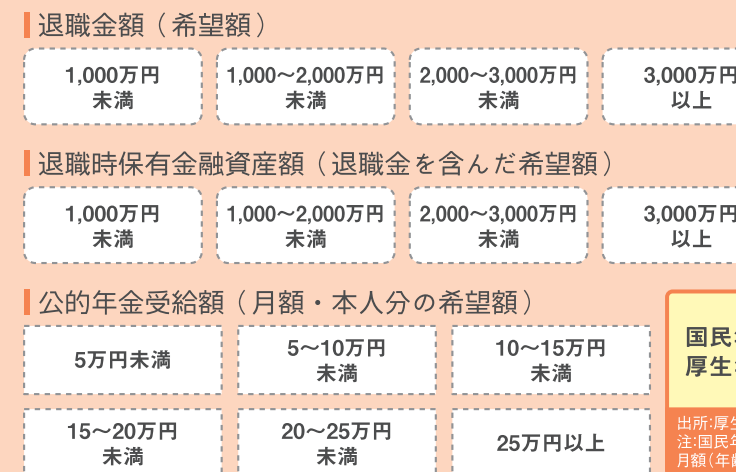 退職金額（希望額）
1,000万円
未満
1,000〜2,000万円
未満
2,000〜3,000万円
未満
3,000万円
以上
退職時保有金融資産額（退職金を含んだ希望額）
1,000万円
未満
1,000〜2,000万円
未満
2,000〜3,000万円
未満
3,000万円
以上
公的年金受給額（月額・本人分の希望額）
5万円未満
5〜10万円
未満
10〜15万円
未満
15〜20万円
未満
20〜25万円
未満
25万円以上
国民
厚生
出所:厚生
注:国民年
月額(年齢